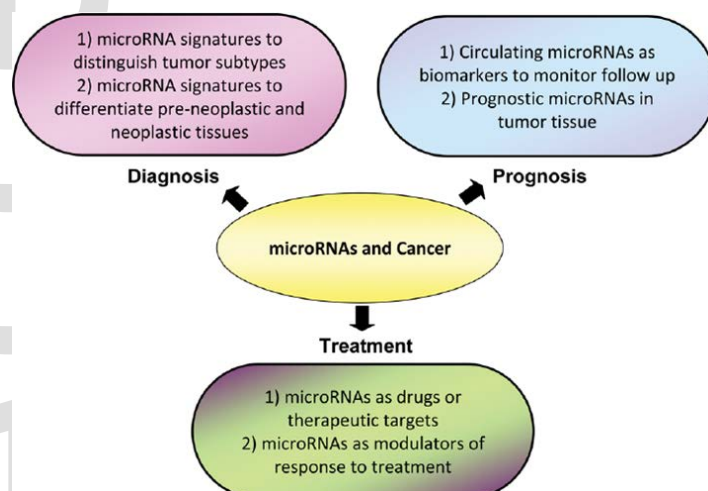 1) microRNA signatures to
distinguish tumor subtypes
2) microRNA signatures to
differentiate pre-neoplastic and
neoplastic tissues
Diagnosis
1) Circulating microRNAs as
biomarkers to monitor follow up
2) Prognostic microRNAs in
tumor tissue
Prognosis
microRNAs and Cancer
Treatment
1) microRNAs as drugs or
therapeutic targets
2) microRNAs as modulators of
response to treatment